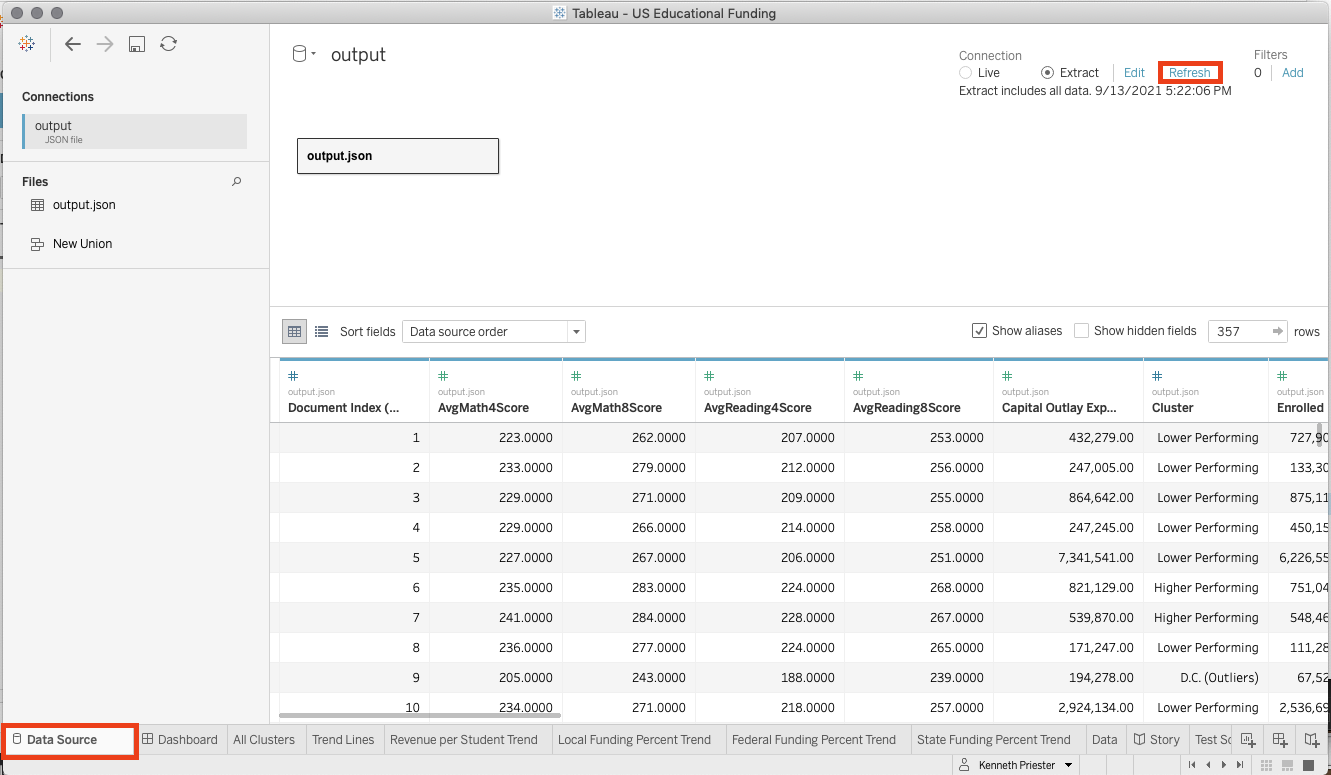 Tableau - US Educational Funding
output
Connection
Live
Extract
Edit
Refresh
Extract includes all data. 9/13/2021 5:22:06 PM
Filters
0
Add
Connections
output
JSON file
Files
output.json
New Union
output.json
Sort fields
Data source order
Show aliases
Show hidden fields
357
rows
output.json output.json output.json output.json output.json output.json output.json output.json
Document Index (... AvgMath4Score AvgMath8Score AvgReading4Score AvgReading8Score Capital Outlay Exp... Cluster Enrolled
1 223.0000 262.0000 207.0000 253.0000 432,279.00 Lower Performing 727,90
2 233.0000 279.0000 212.0000 256.0000 247,005.00 Lower Performing 133,30
3 229.0000 271.0000 209.0000 255.0000 864,642.00 Lower Performing 875,11
4 229.0000 266.0000 214.0000 258.0000 247,245.00 Lower Performing 450,15
5 227.0000 267.0000 206.0000 251.0000 7,341,541.00 Lower Performing 6,226,55
6 235.0000 283.0000 224.0000 268.0000 821,129.00 Higher Performing 751,04
7 241.0000 284.0000 228.0000 267.0000 539,870.00 Higher Performing 548,46
8 236.0000 277.0000 224.0000 265.0000 171,247.00 Lower Performing 111,28
9 205.0000 243.0000 188.0000 239.0000 194,278.00 D.C. (Outliers) 67,52
10 234.0000 271.0000 218.0000 257.0000 2,924,134.00 Lower Performing 2,536,69
Data Source Dashboard All Clusters Trend Lines Revenue per Student Trend Local Funding Percent Trend Federal Funding Percent Trend State Funding Percent Trend Data Story Test Sc
Kenneth Priester